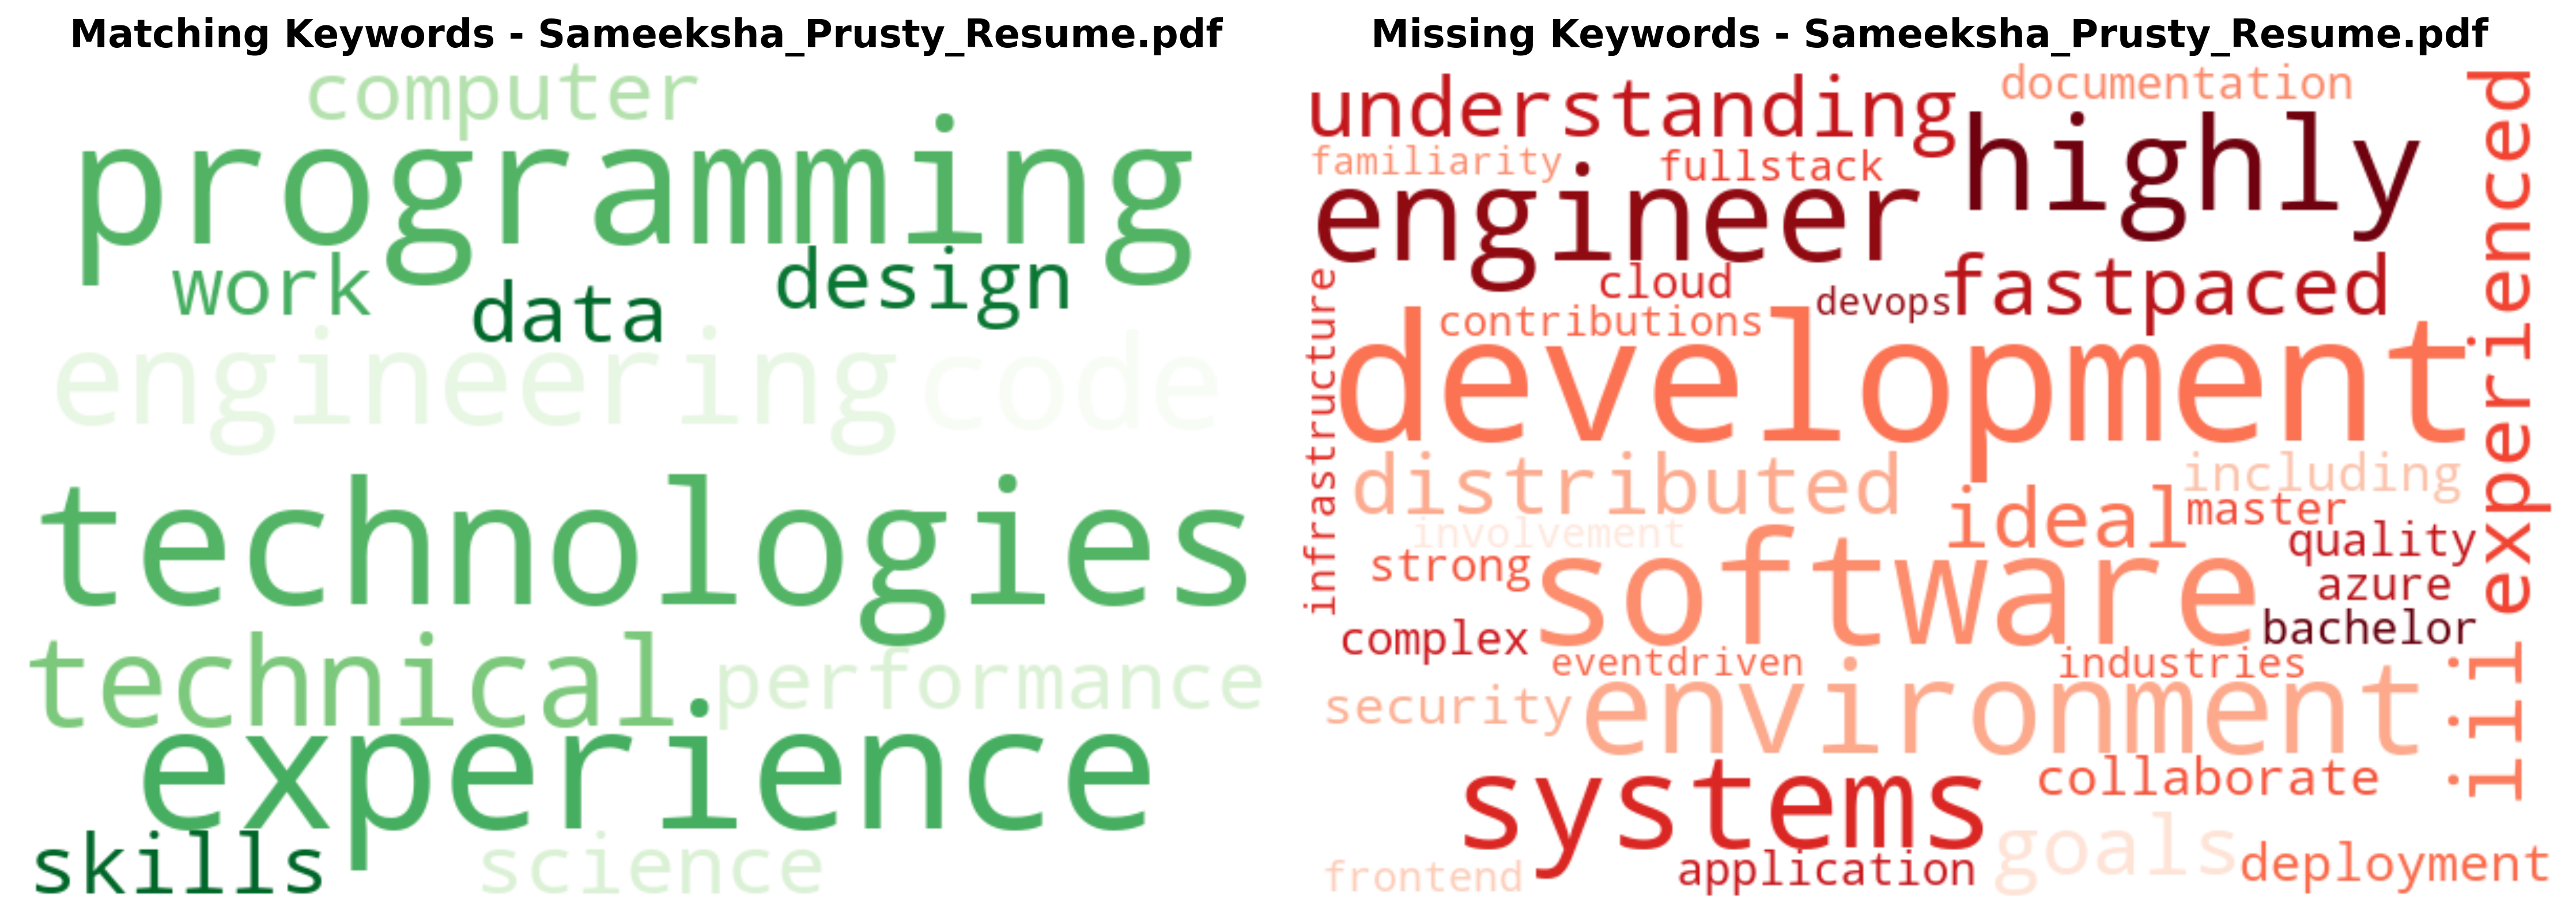 Matching Keywords - Sameeksha_Prusty_Resume.pdf
computer
programming
work
data
design
engineering
code
technologies
technical
performance
experience
skills
science
Missing Keywords - Sameeksha_Prusty_Resume.pdf
understanding
documentation
familiarity
fullstack
highly
engineer
experienced
cloud
devops
fastpaced
contributions
infrastructure
development
distributed
including
ideal
master
involvement
quality
strong
software
azure
complex
bachelor
eventdriven
industries
security
environment
iii
systems
collaborate
goals
application
frontend
deployment